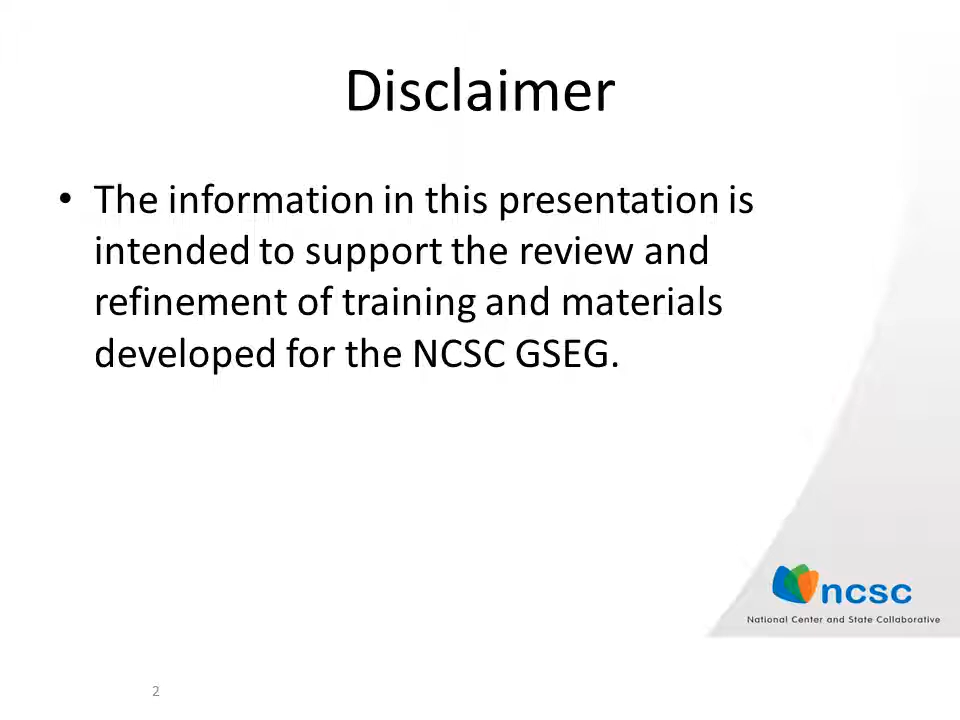 Disclaimer
• The information in this presentation is
intended to support the review and
refinement of training and materials
developed for the NCSC GSEG.
ncsc
National Center and State Collaborative
2